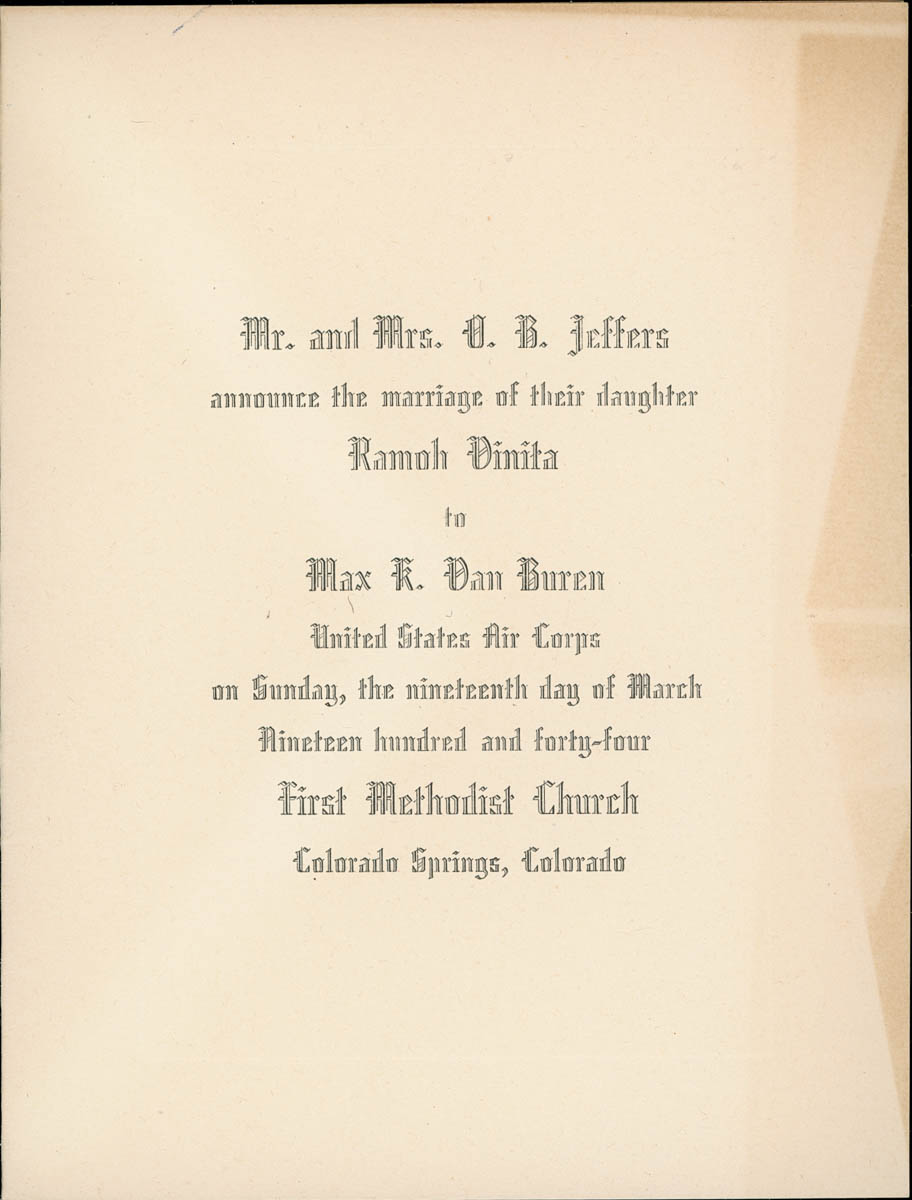 Mr. and Mrs. O. B. Jeffers
announce the marriage of their daughter
Ramoh Vinita
to
Max K. Van Buren
United States Air Corps
on Sunday, the nineteenth day of March
Nineteen hundred and forty-four
First Methodist Church
Colorado Springs, Colorado